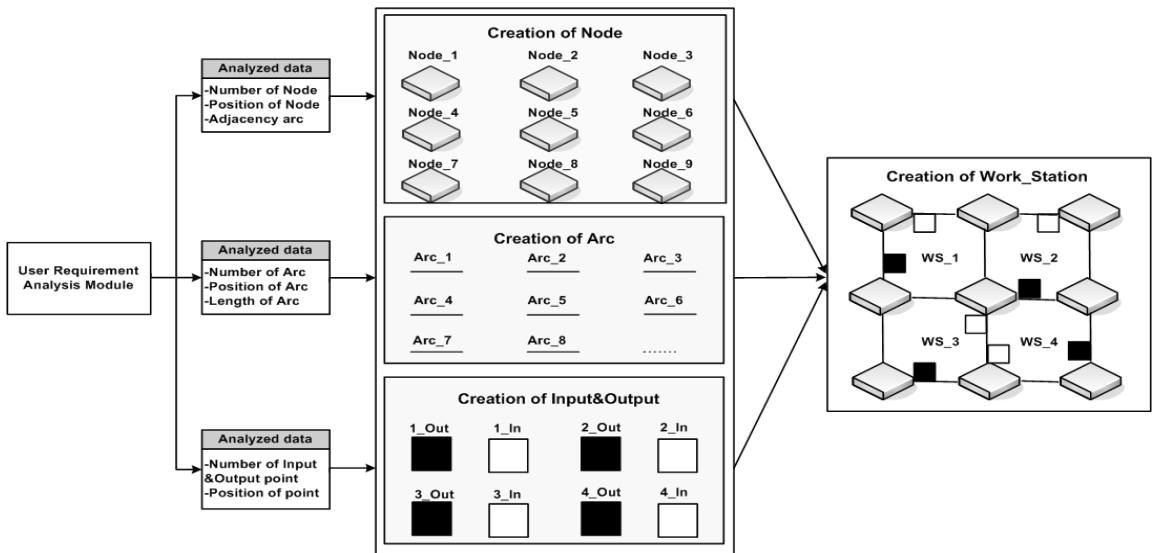 User Requirement
Analysis Module
Analyzed data
-Number of Node
-Position of Node
-Adjacency arc
Analyzed data
-Number of Arc
-Position of Arc
-Length of Arc
Analyzed data
-Number of Input
&Output point
-Position of point
Creation of Node
Node_1 Node_2 Node_3
Node_4 Node_5 Node_6
Node_7 Node_8 Node_9
Creation of Arc
Arc_1 Arc_2 Arc_3
Arc_4 Arc_5 Arc_6
Arc_7 Arc_8 .......
Creation of Input&Output
1_Out 1_In 2_Out 2_In
3_Out 3_In 4_Out 4_In
Creation of Work_Station
WS_1 WS_2
WS_3 WS_4